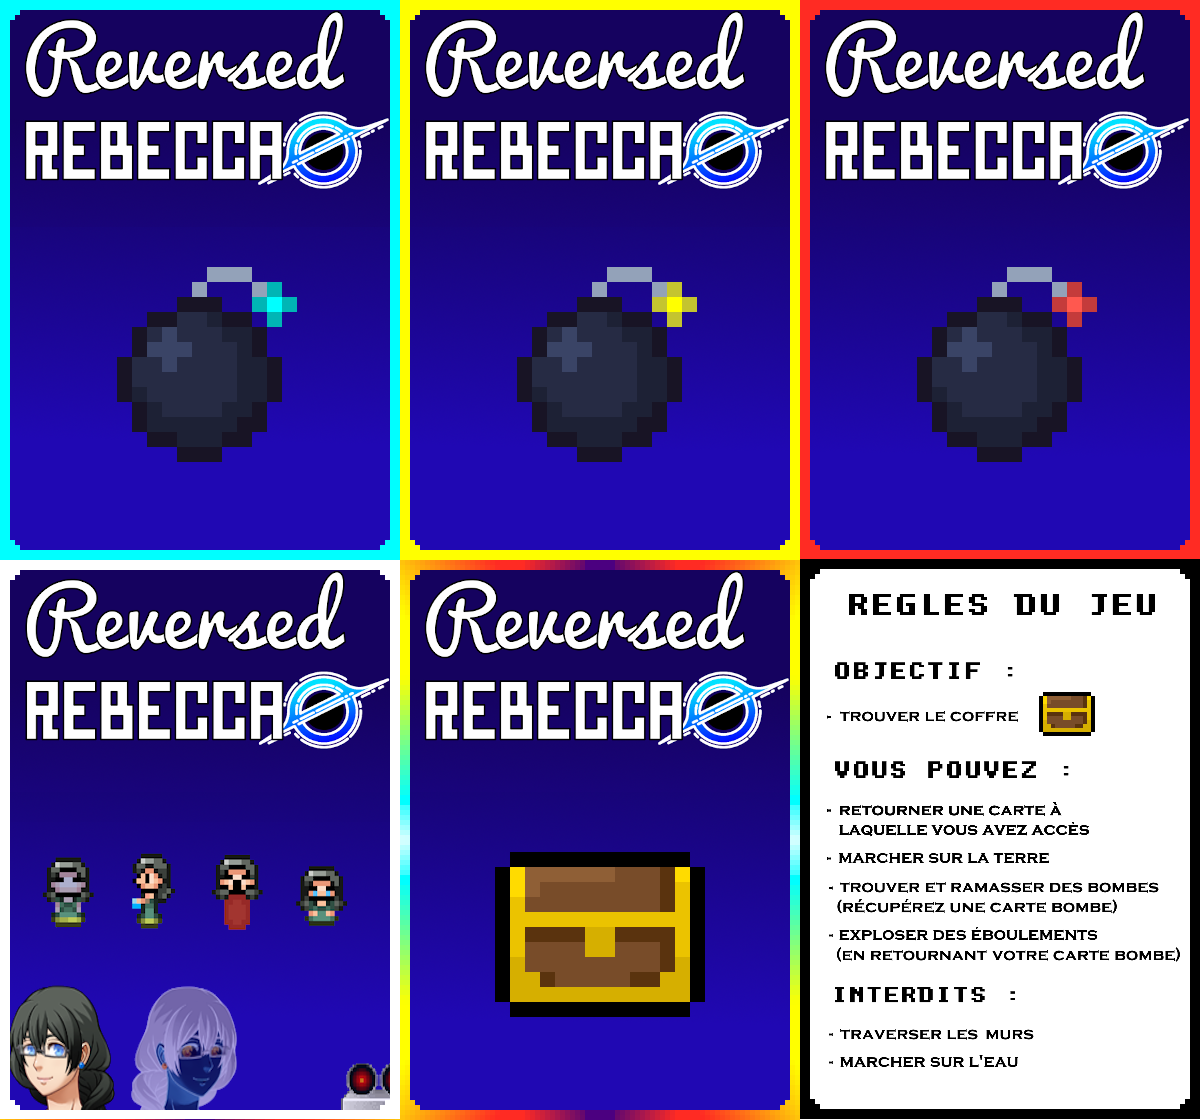 Reversed
REBECCA
Reversed
REBECCA
Reversed
REBECCA
Reversed
REBECCA
Reversed
REBECCA
REGLES DU JEU
OBJECTIF :
- TROUVER LE COFFRE
VOUS POUVEZ :
- RETOURNER UNE CARTE À
LAQUELLE VOUS AVEZ ACCÈS
- MARCHER SUR LA TERRE
- TROUVER ET RAMASSER DES BOMBES
(RÉCUPÉREZ UNE CARTE BOMBE)
- EXPLOSER DES ÉBOULEMENTS
(EN RETOURNANT VOTRE CARTE BOMBE)
INTERDITS :
- TRAVERSER LES MURS
- MARCHER SUR L'EAU